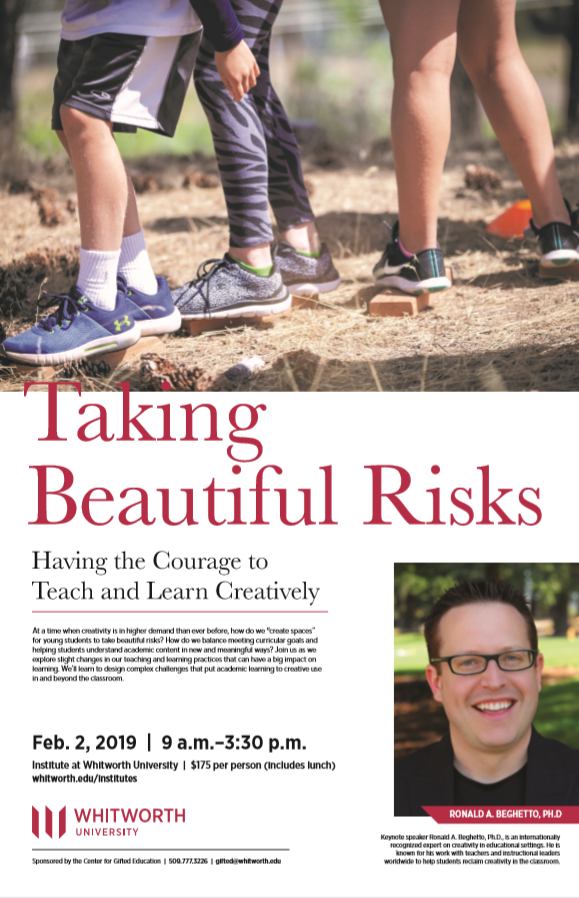 Taking
Beautiful Risks
Having the Courage to
Teach and Learn Creatively
At a time when creativity is in higher demand than ever before, how do we "create spaces"
for young students to take beautiful risks? How do we balance meeting curricular goals and
helping students understand academic content in new and meaningful ways? Join us as we
explore slight changes in our teaching and learning practices that can have a big impact on
learning. We'll learn to design complex challenges that put academic learning to creative use
in and beyond the classroom.
Feb. 2, 2019 | 9 a.m.–3:30 p.m.
Institute at Whitworth University | $175 per person (includes lunch)
whitworth.edu/institutes
WHITWORTH
UNIVERSITY
Sponsored by the Center for Gifted Education | 509.777.3226 | gifted@whitworth.edu
RONALD A. BEGHETTO, PH.D
Keynote speaker Ronald A. Beghetto, Ph.D., is an internationally
recognized expert on creativity in educational settings. He is
known for his work with teachers and instructional leaders
worldwide to help students reclaim creativity in the classroom.